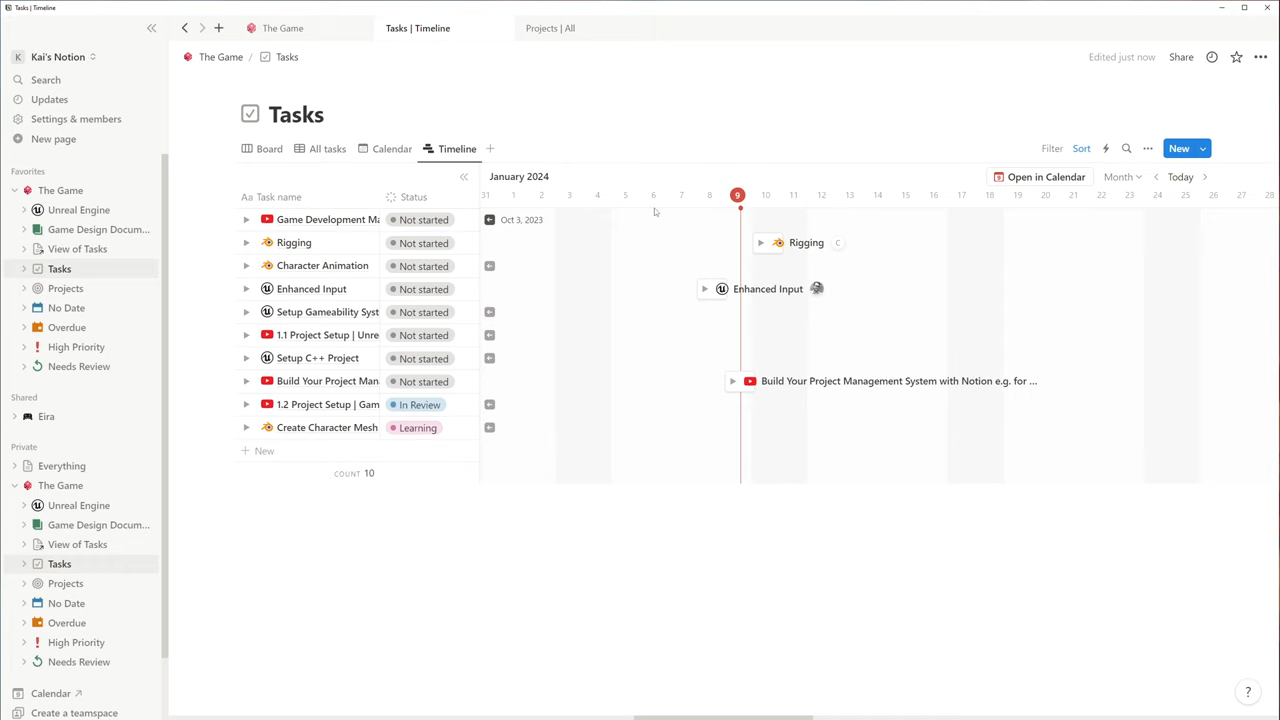 Tasks | Timeline
The Game
Tasks | Timeline
Projects | All
K Kai's Notion
Search
Updates
Settings & members
New page
Favorites
The Game
Unreal Engine
Game Design Docum...
View of Tasks
Tasks
Projects
No Date
Overdue
High Priority
Needs Review
Shared
Eira
Private
Everything
The Game
Unreal Engine
Game Design Docum...
View of Tasks
Tasks
Projects
No Date
Overdue
High Priority
Needs Review
Calendar ↗
Create a teamspace
The Game / Tasks
Edited just now Share
Tasks
Board All tasks Calendar Timeline
Filter Sort New
January 2024 Open in Calendar Month Today
Aa Task name Status
31 1 2 3 4 5 6 7 8 9 10 11 12 13 14 15 16 17 18 19 20 21 22 23 24 25 26 27 28
Game Development Ma Not started Oct 3, 2023
Rigging Not started Rigging C
Character Animation Not started
Enhanced Input Not started Enhanced Input
Setup Gameability Syst Not started
1.1 Project Setup | Unre Not started
Setup C++ Project Not started
Build Your Project Man Not started Build Your Project Management System with Notion e.g. for ...
1.2 Project Setup | Gam In Review
Create Character Mesh Learning
+ New
COUNT 10
?